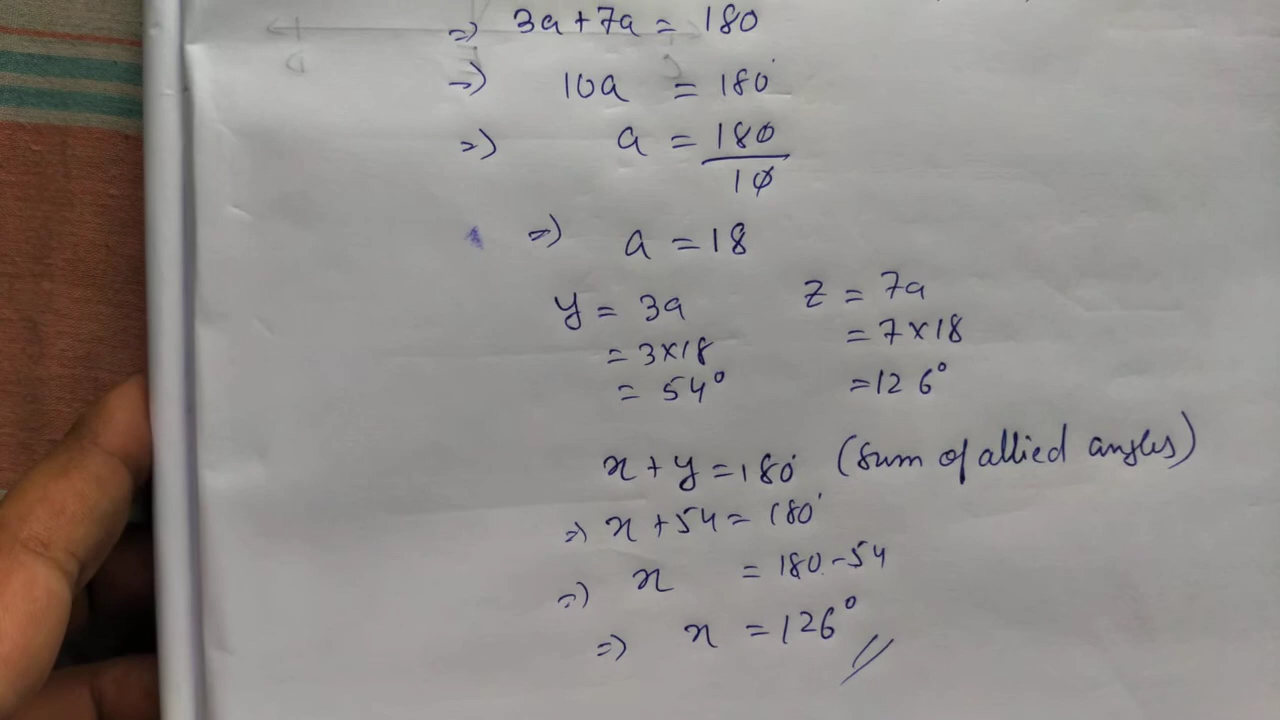 => 3a + 7a = 180
=> 10a = 180°
=> a = 180
10
=> a = 18
y = 3a z = 7a
= 3×18 = 7×18
= 54° = 126°
x + y = 180° (Sum of allied angles)
=> x + 54 = 180°
=> x = 180 - 54
=> x = 126°